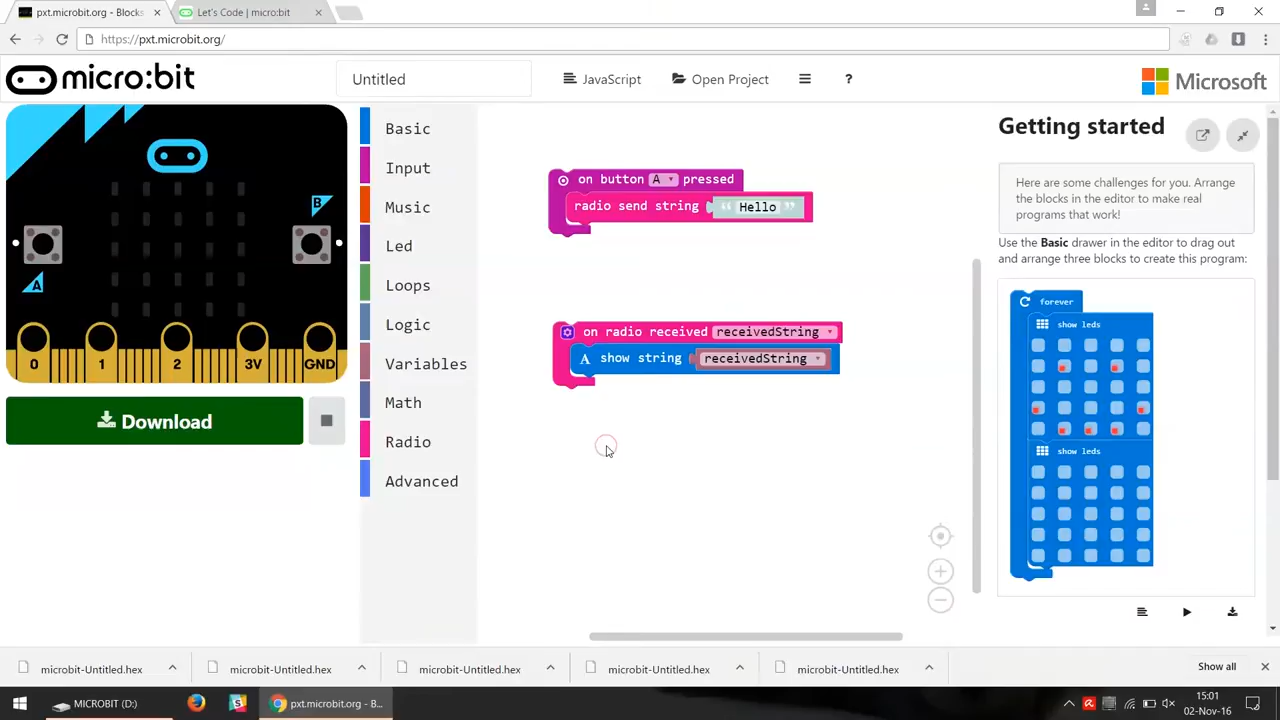 pxt.microbit.org - Blocks
Let's Code | micro:bit
https://pxt.microbit.org/
micro:bit
Untitled
JavaScript
Open Project
?
Microsoft
B
A
0
1
2
3V
GND
Download
Basic
Input
Music
Led
Loops
Logic
Variables
Math
Radio
Advanced
on button A pressed
radio send string “ Hello ”
on radio received receivedString
A show string receivedString
Getting started
Here are some challenges for you. Arrange
the blocks in the editor to make real
programs that work!
Use the Basic drawer in the editor to drag out
and arrange three blocks to create this program:
forever
show leds
show leds
microbit-Untitled.hex
microbit-Untitled.hex
microbit-Untitled.hex
microbit-Untitled.hex
microbit-Untitled.hex
Show all
MICROBIT (D:)
pxt.microbit.org - B...
15:01
02-Nov-16